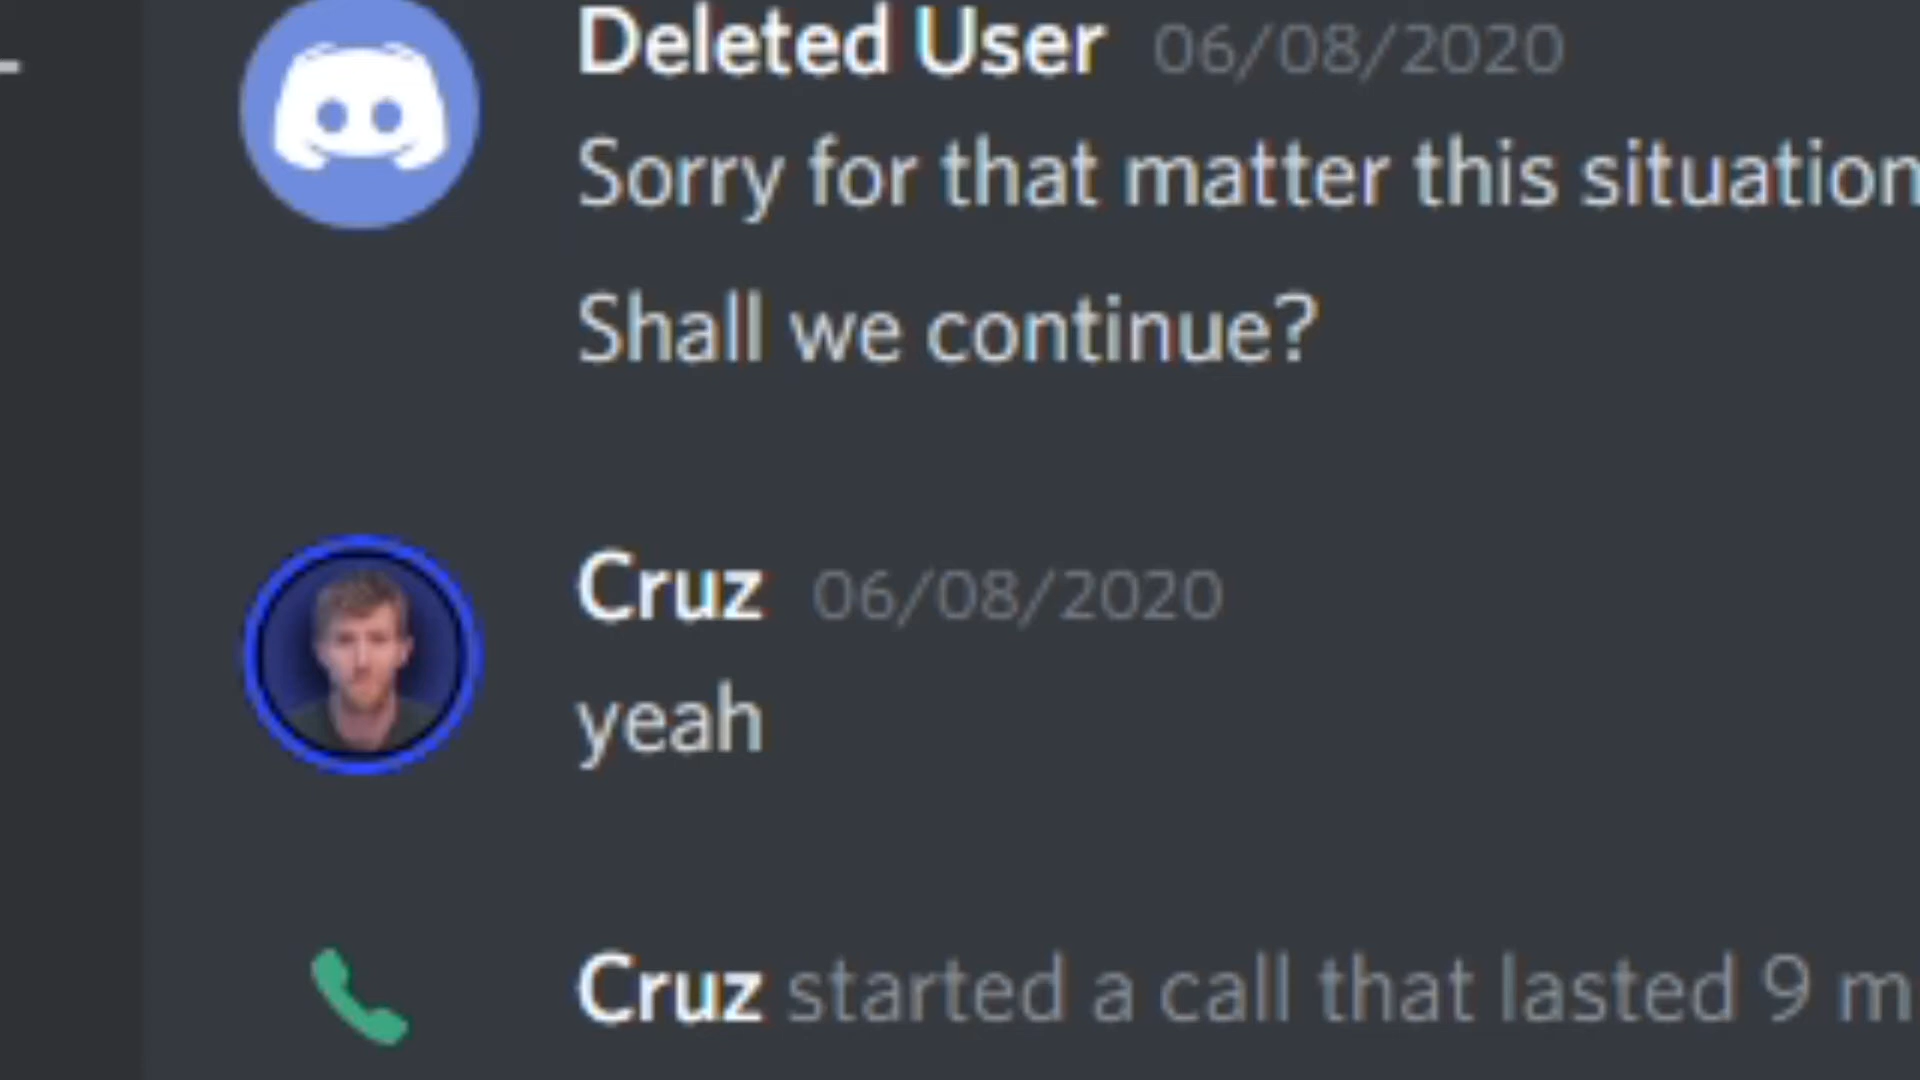 Deleted User 06/08/2020
Sorry for that matter this situation
Shall we continue?
Cruz 06/08/2020
yeah
Cruz started a call that lasted 9 m